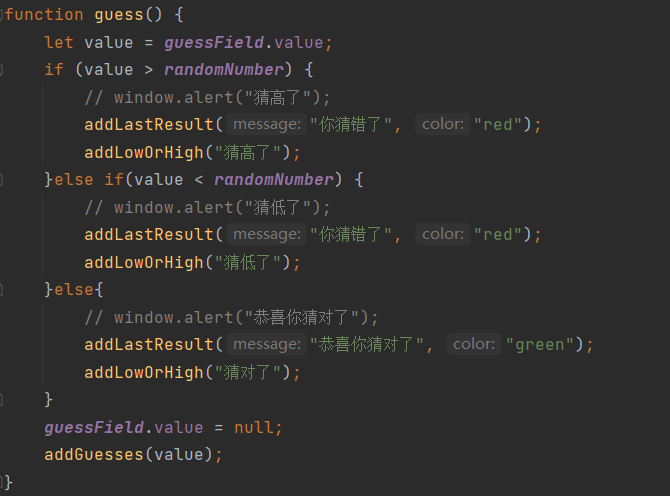 function guess() {
let value = guessField.value;
if (value > randomNumber) {
// window.alert("猜高了");
addLastResult( message: "你猜错了", color: "red");
addLowOrHigh("猜高了");
}else if(value < randomNumber) {
// window.alert("猜低了");
addLastResult( message: "你猜错了", color: "red");
addLowOrHigh("猜低了");
}else{
// window.alert("恭喜你猜对了");
addLastResult( message: "恭喜你猜对了", color: "green");
addLowOrHigh("猜对了");
}
guessField.value = null;
addGuesses(value);
}